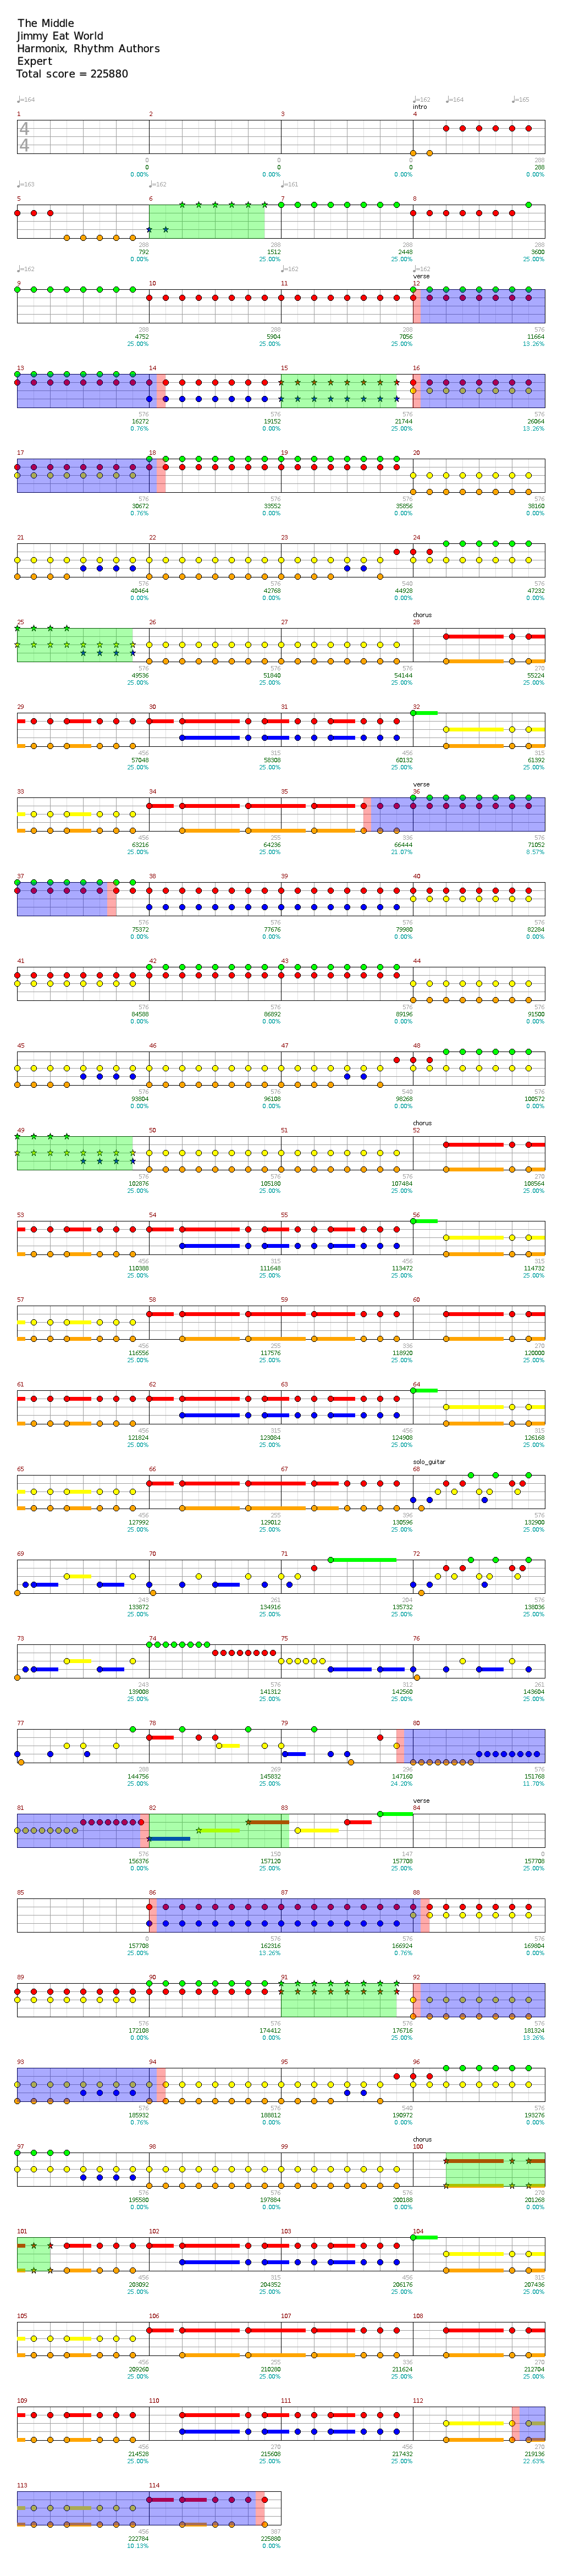 The Middle
Jimmy Eat World
Harmonix, Rhythm Authors
Expert
Total score = 225880
♩=164 ♩=162 ♩=164 ♩=165
intro
1 2 3 4
4
4
0 0 0 288
0 0 0 288
0.00% 0.00% 0.00% 0.00%
♩=163 ♩=162 ♩=161
5 6 7 8
288 288 288 288
792 1512 2448 3600
0.00% 25.00% 25.00% 25.00%
♩=162 ♩=162 ♩=162
verse
9 10 11 12
288 288 288 576
4752 5904 7056 11664
25.00% 25.00% 25.00% 13.26%
13 14 15 16
576 576 576 576
16272 19152 21744 26064
0.76% 0.00% 25.00% 13.26%
17 18 19 20
576 576 576 576
30672 33552 35856 38160
0.76% 0.00% 0.00% 0.00%
21 22 23 24
576 576 540 576
40464 42768 44928 47232
0.00% 0.00% 0.00% 0.00%
chorus
25 26 27 28
576 576 576 270
49536 51840 54144 55224
25.00% 25.00% 25.00% 25.00%
29 30 31 32
456 315 456 315
57048 58308 60132 61392
25.00% 25.00% 25.00% 25.00%
verse
33 34 35 36
456 255 396 576
63216 64236 66444 71052
25.00% 25.00% 21.07% 8.57%
37 38 39 40
576 576 576 576
75372 77676 79980 82284
0.00% 0.00% 0.00% 0.00%
41 42 43 44
576 576 576 576
84588 86892 89196 91500
0.00% 0.00% 0.00% 0.00%
45 46 47 48
576 576 540 576
93804 96108 98268 100572
0.00% 0.00% 0.00% 0.00%
chorus
49 50 51 52
576 576 576 270
102876 105180 107484 108564
25.00% 25.00% 25.00% 25.00%
53 54 55 56
456 315 456 315
110388 111648 113472 114732
25.00% 25.00% 25.00% 25.00%
57 58 59 60
456 255 336 270
116556 117576 118920 120000
25.00% 25.00% 25.00% 25.00%
61 62 63 64
456 315 456 315
121824 123084 124908 126168
25.00% 25.00% 25.00% 25.00%
solo_guitar
65 66 67 68
456 255 396 576
127992 129012 130596 132900
25.00% 25.00% 25.00% 25.00%
69 70 71 72
243 261 204 576
133872 134916 135732 138036
25.00% 25.00% 25.00% 25.00%
73 74 75 76
243 576 312 261
139008 141312 142560 143604
25.00% 25.00% 25.00% 25.00%
77 78 79 80
288 269 296 576
144756 145832 147160 151768
25.00% 25.00% 24.20% 11.70%
verse
81 82 83 84
576 150 147 0
156376 157120 157708 157708
0.00% 25.00% 25.00% 25.00%
85 86 87 88
0 576 576 576
157708 162316 166924 169804
25.00% 13.26% 0.76% 0.00%
89 90 91 92
576 576 576 576
172108 174412 176716 181324
0.00% 0.00% 25.00% 13.26%
93 94 95 96
576 576 540 576
185932 188812 190972 193276
0.76% 0.00% 0.00% 0.00%
chorus
97 98 99 100
576 576 576 270
195580 197884 200188 201268
0.00% 0.00% 0.00% 0.00%
101 102 103 104
456 315 456 315
203092 204352 206176 207436
25.00% 25.00% 25.00% 25.00%
105 106 107 108
456 255 336 270
209260 210280 211624 212704
25.00% 25.00% 25.00% 25.00%
109 110 111 112
456 270 456 270
214528 215608 217432 219136
25.00% 25.00% 25.00% 22.63%
113 114
456 387
222784 225880
10.13% 0.00%